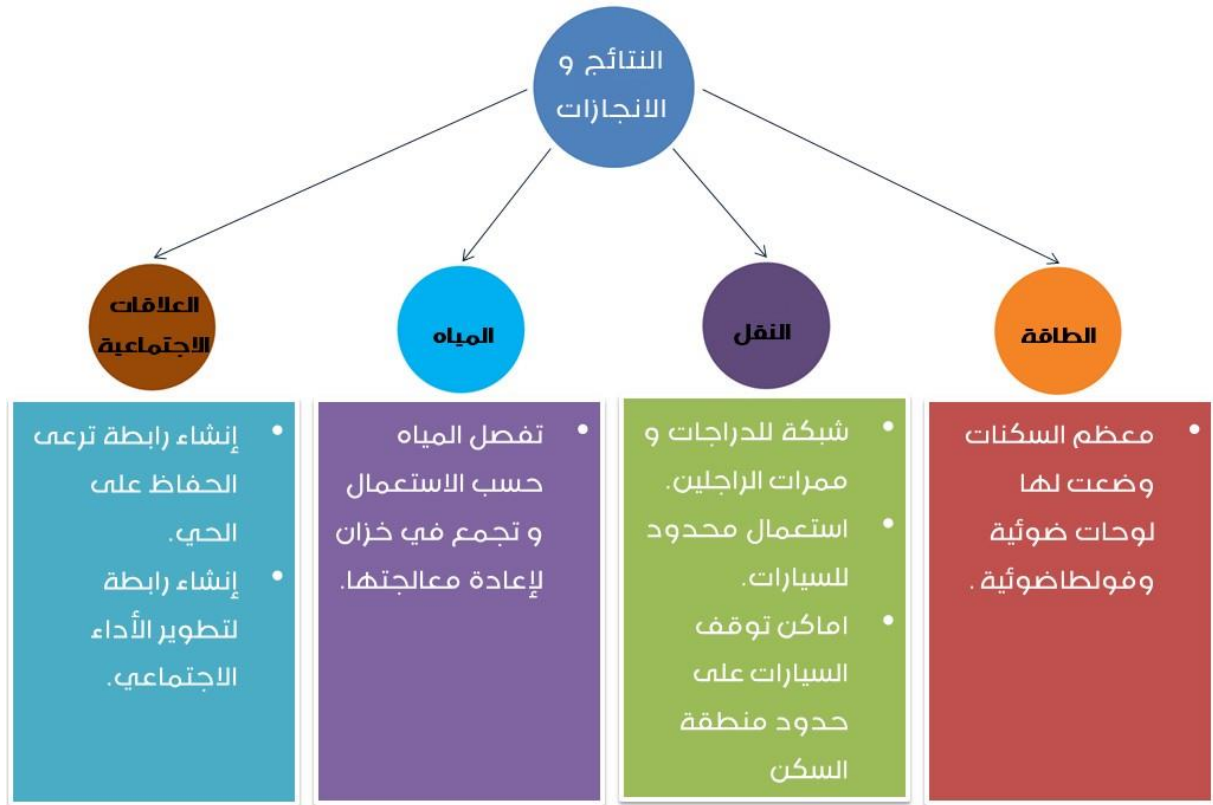 النتائج و
الانجازات
الطاقة
• معظم السكنات
وضعت لها
لوحات ضوئية
وفولطاضوئية .
النقل
• شبكة للدراجات و
ممرات الراجلين.
• استعمال محدود
للسيارات.
• اماكن توقف
السيارات على
حدود منطقة
السكن
المياه
• تفصل المياه
حسب الاستعمال
و تجمع في خزان
لإعادة معالجتها.
العلاقات
الاجتماعية
• إنشاء رابطة ترعى
الحفاظ على
الحي.
• إنشاء رابطة
لتطوير الأداء
الاجتماعي.